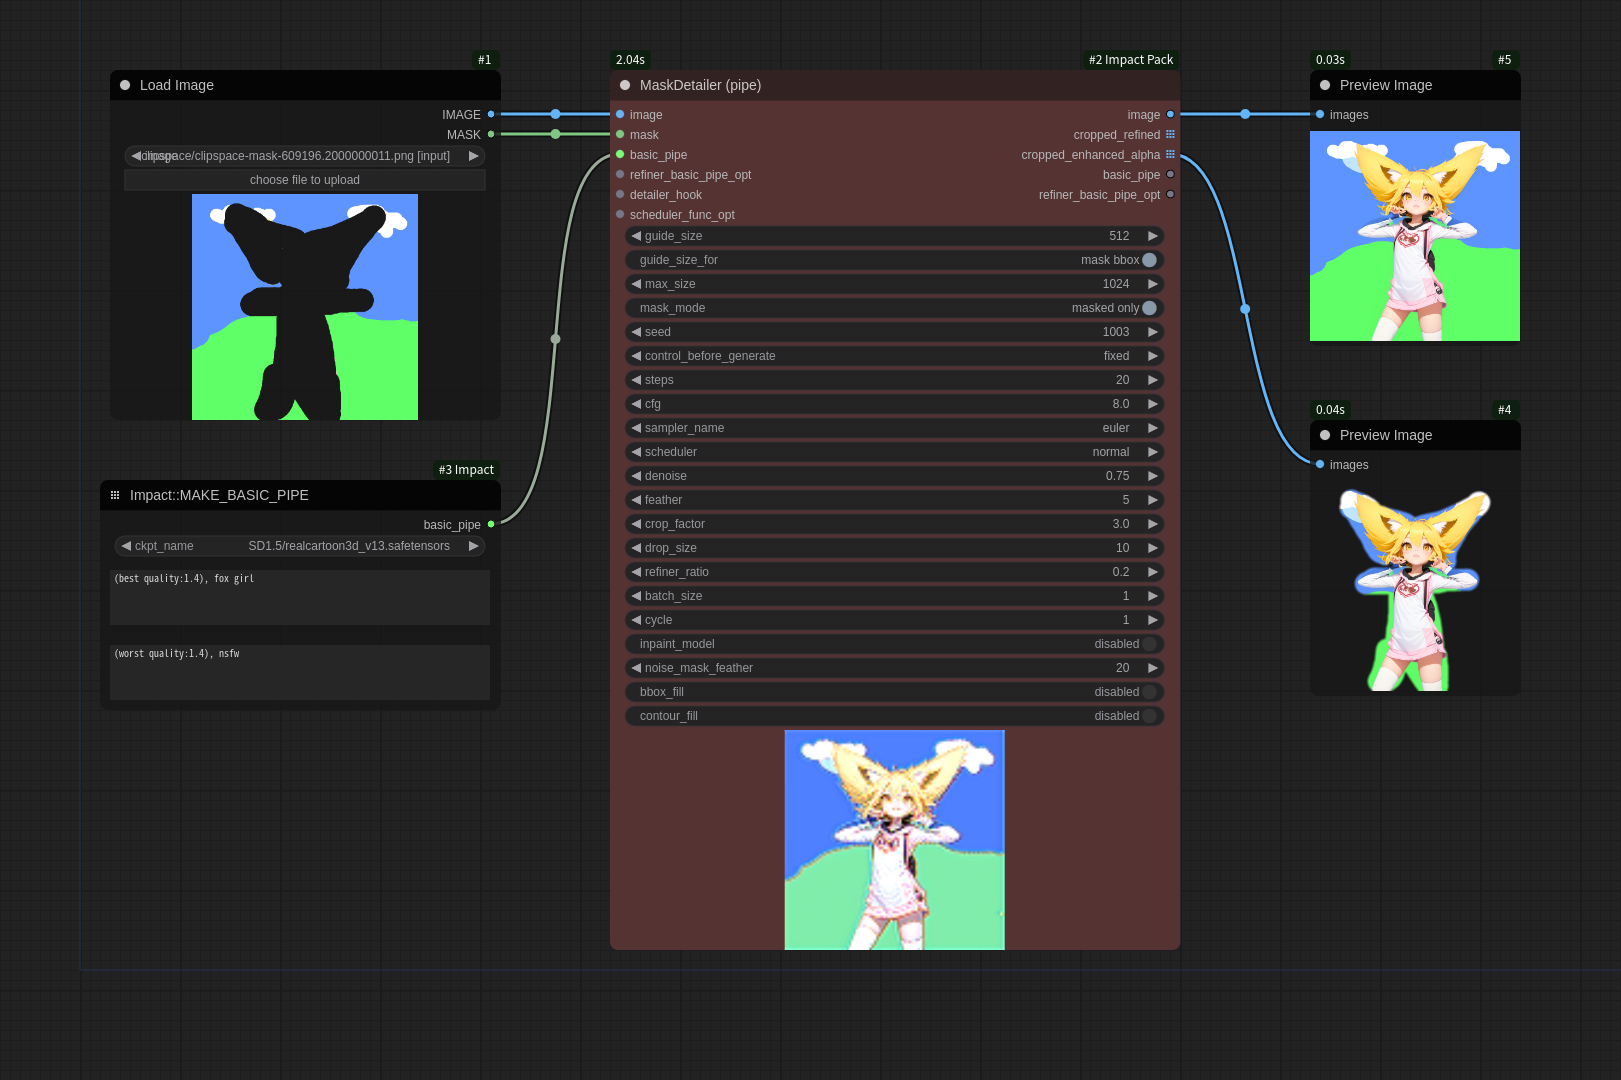 #1
Load Image
IMAGE
MASK
clipspace/clipspace-mask-609196.2000000011.png [input]
choose file to upload
#3 Impact
Impact::MAKE_BASIC_PIPE
basic_pipe
ckpt_name SD1.5/realcartoon3d_v13.safetensors
(best quality:1.4), fox girl
(worst quality:1.4), nsfw
2.04s #2 Impact Pack
MaskDetailer (pipe)
image image
mask cropped_refined
basic_pipe cropped_enhanced_alpha
refiner_basic_pipe_opt basic_pipe
detailer_hook refiner_basic_pipe_opt
scheduler_func_opt
guide_size 512
guide_size_for mask bbox
max_size 1024
mask_mode masked only
seed 1003
control_before_generate fixed
steps 20
cfg 8.0
sampler_name euler
scheduler normal
denoise 0.75
feather 5
crop_factor 3.0
drop_size 10
refiner_ratio 0.2
batch_size 1
cycle 1
inpaint_model disabled
noise_mask_feather 20
bbox_fill disabled
contour_fill disabled
0.03s #5
Preview Image
images
0.04s #4
Preview Image
images